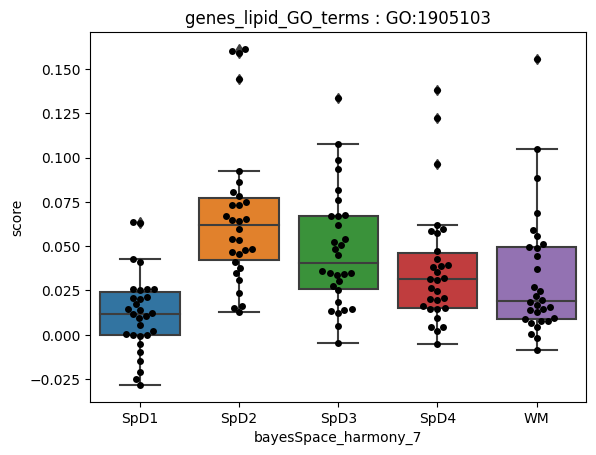 genes_lipid_GO_terms : GO:1905103
score
0.150
0.125
0.100
0.075
0.050
0.025
0.000
−0.025
SpD1 SpD2 SpD3 SpD4 WM
bayesSpace_harmony_7